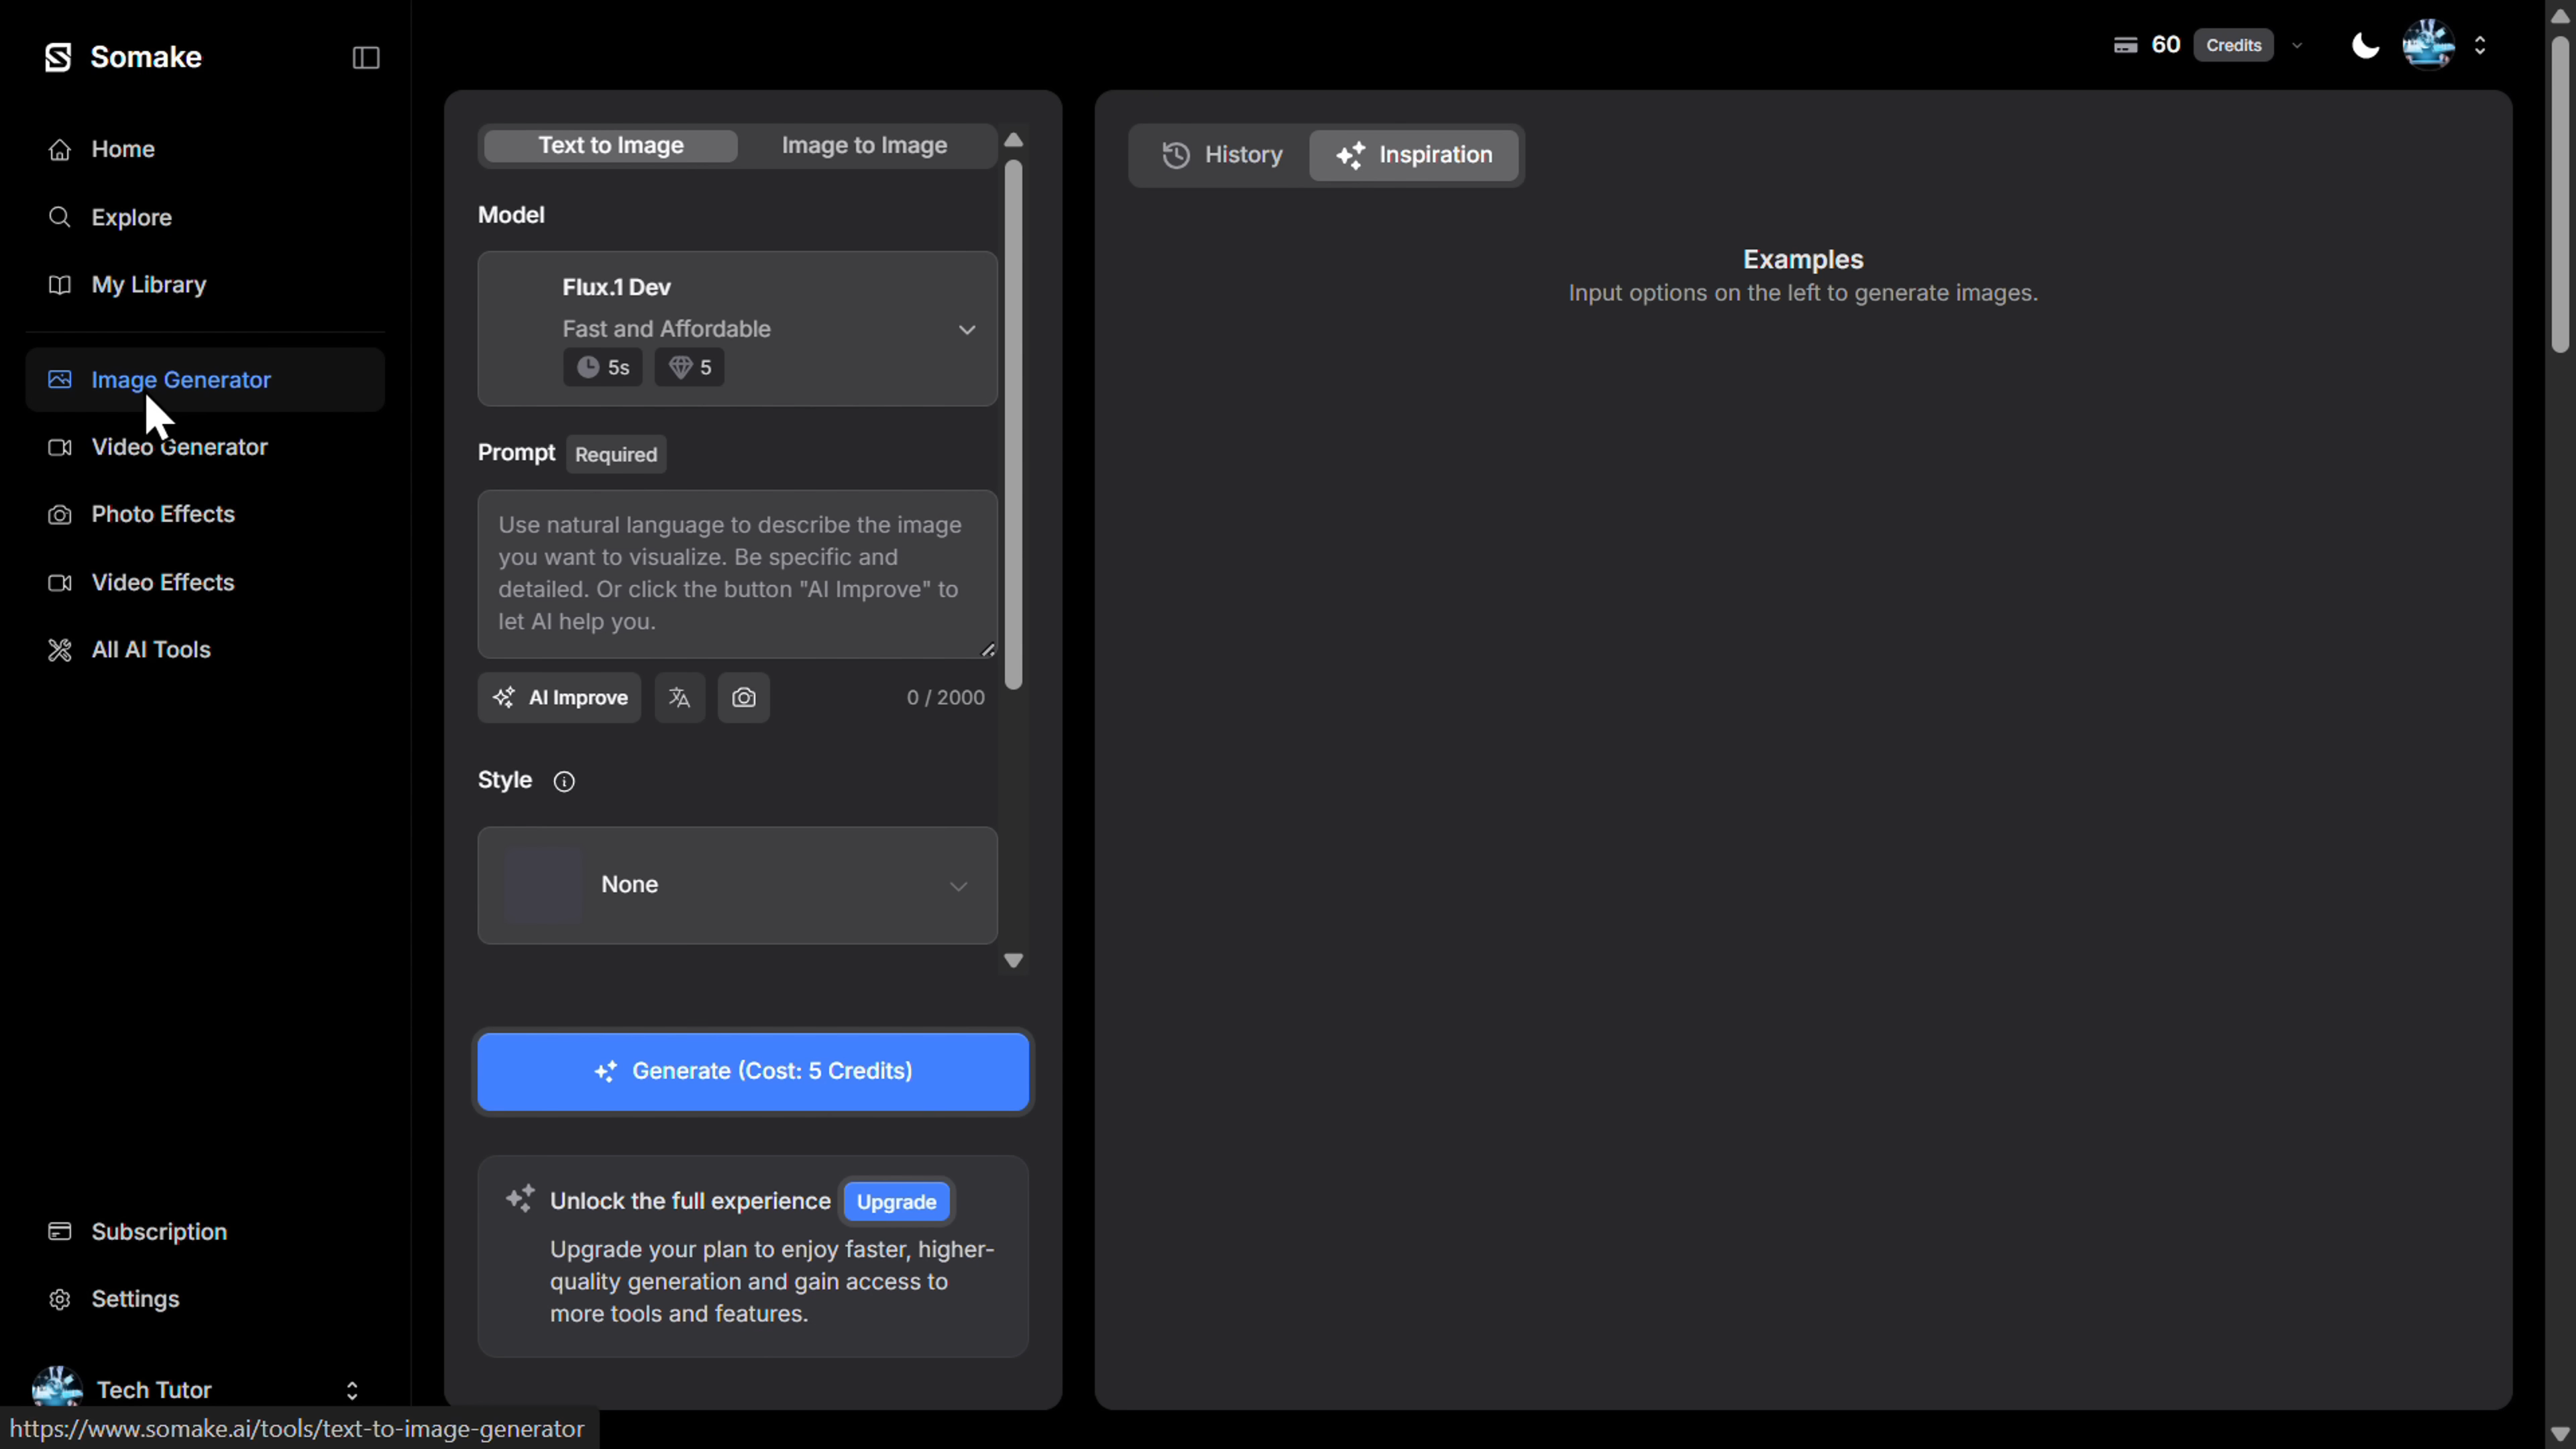 Somake
Home
Explore
My Library
Image Generator
Video Generator
Photo Effects
Video Effects
All AI Tools
Subscription
Settings
Tech Tutor
https://www.somake.ai/tools/text-to-image-generator
60 Credits
Text to Image
Image to Image
Model
Flux.1 Dev
Fast and Affordable
5s
5
Prompt Required
Use natural language to describe the image
you want to visualize. Be specific and
detailed. Or click the button "AI Improve" to
let AI help you.
AI Improve
0 / 2000
Style
None
Generate (Cost: 5 Credits)
Unlock the full experience Upgrade
Upgrade your plan to enjoy faster, higher-
quality generation and gain access to
more tools and features.
History
Inspiration
Examples
Input options on the left to generate images.